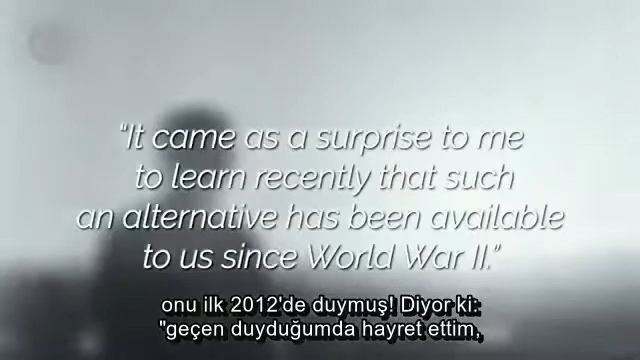 "It came as a surprise to me
to learn recently that such
an alternative has been available
to us since World War II."
onu ilk 2012'de duymuş! Diyor ki:
"geçen duyduğumda hayret ettim,